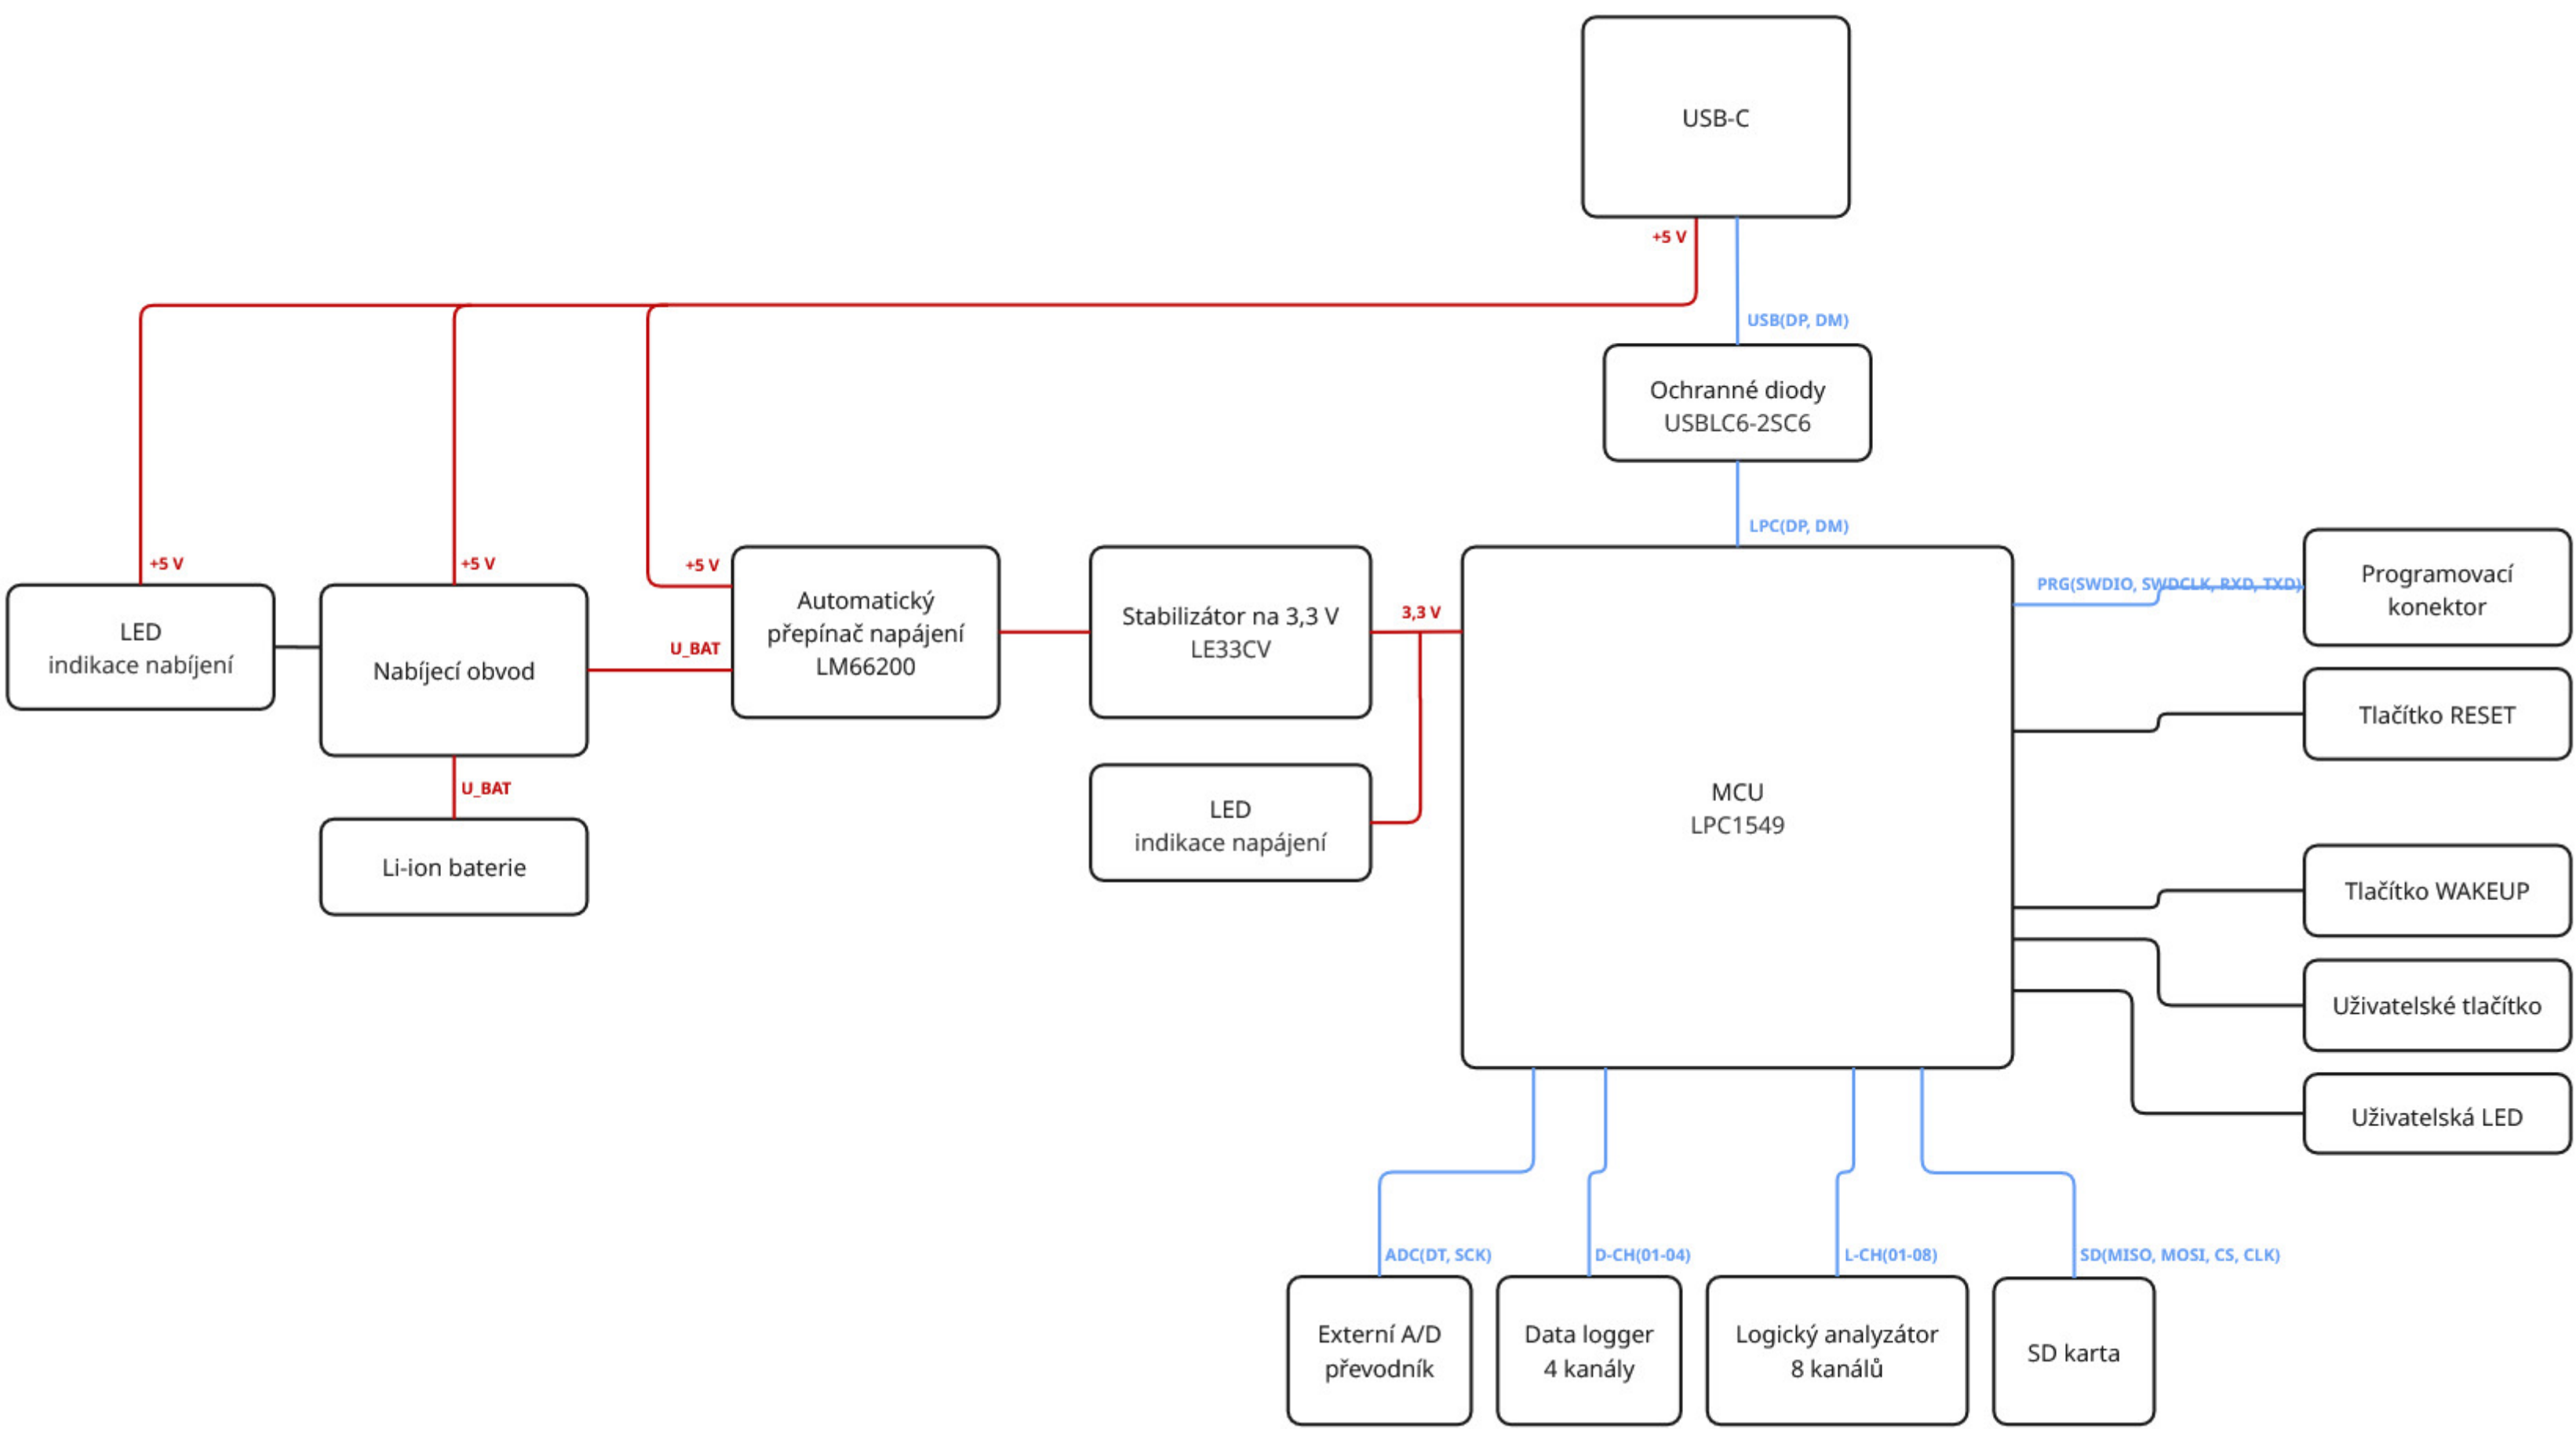 USB-C
+5 V
USB(DP, DM)
Ochranné diody
USBLC6-2SC6
LPC(DP, DM)
+5 V
+5 V
+5 V
U_BAT
LED
indikace nabíjení
Nabíjecí obvod
U_BAT
Li-ion baterie
Automatický
přepínač napájení
LM66200
Stabilizátor na 3,3 V
LE33CV
3,3 V
LED
indikace napájení
MCU
LPC1549
PRG(SWDIO, SWDCLK, RXD, TXD)
Programovací
konektor
Tlačítko RESET
Tlačítko WAKEUP
Uživatelské tlačítko
Uživatelská LED
ADC(DT, SCK)
D-CH(01-04)
L-CH(01-08)
SD(MISO, MOSI, CS, CLK)
Externí A/D
převodník
Data logger
4 kanály
Logický analyzátor
8 kanálů
SD karta